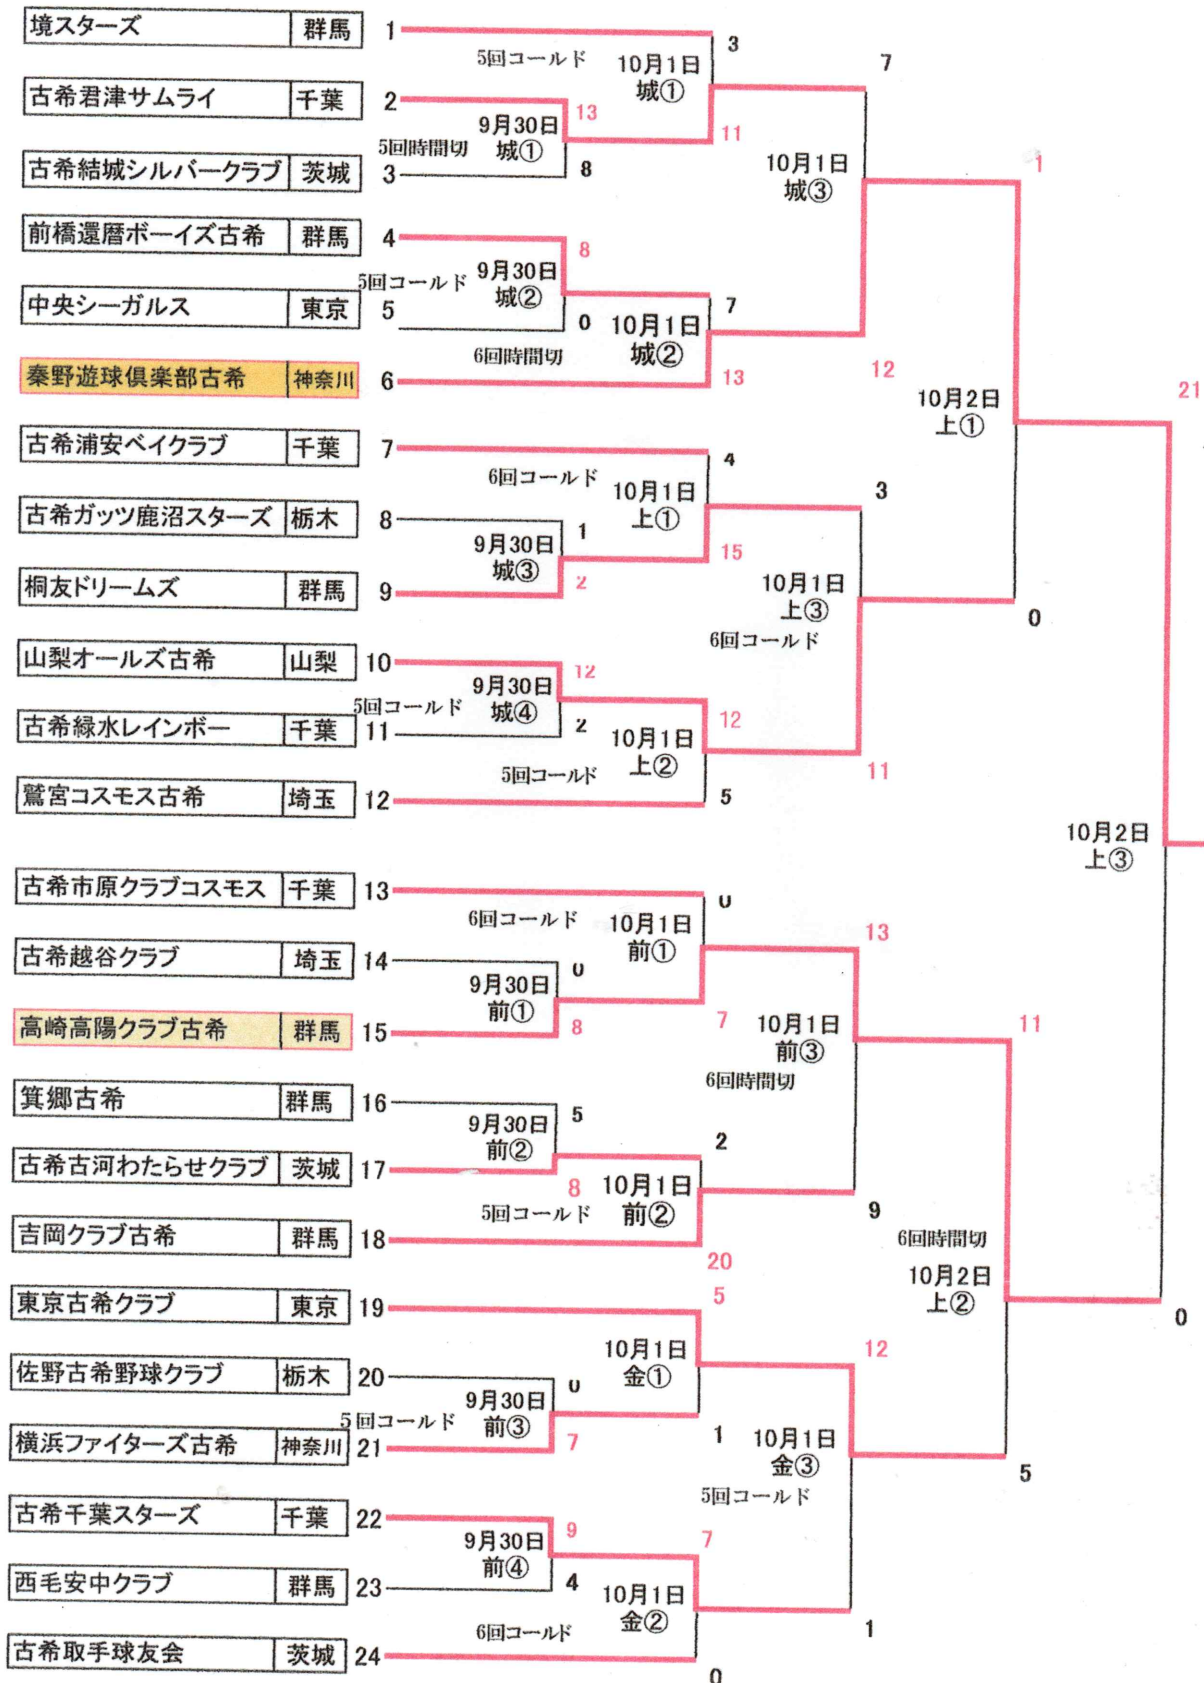 境スターズ 群馬 1
3
7
5回コールド
10月1日
城①
古希君津サムライ 千葉 2
13
9月30日
城①
11
5回時間切
8
古希結城シルバークラブ 茨城 3
10月1日
城③
1
前橋還暦ボーイズ古希 群馬 4
8
5回コールド
9月30日
城②
中央シーガルス 東京 5
0
7
10月1日
城②
6回時間切
秦野遊球倶楽部古希 神奈川 6
13
12
10月2日
上①
21
古希浦安ベイクラブ 千葉 7
4
6回コールド
10月1日
上①
3
古希ガッツ鹿沼スターズ 栃木 8
1
9月30日
城③
15
桐友ドリームズ 群馬 9
2
10月1日
上③
0
6回コールド
山梨オールズ古希 山梨 10
12
9月30日
城④
5回コールド
12
古希緑水レインボー 千葉 11
2
10月1日
上②
11
5回コールド
鷲宮コスモス古希 埼玉 12
5
10月2日
上③
古希市原クラブコスモス 千葉 13
0
6回コールド
10月1日
前①
13
古希越谷クラブ 埼玉 14
0
9月30日
前①
高崎高陽クラブ古希 群馬 15
8
7
10月1日
前③
11
6回時間切
箕郷古希 群馬 16
5
9月30日
前②
2
古希古河わたらせクラブ 茨城 17
8
10月1日
前②
5回コールド
9
吉岡クラブ古希 群馬 18
20
6回時間切
10月2日
上②
東京古希クラブ 東京 19
5
0
10月1日
金①
12
佐野古希野球クラブ 栃木 20
0
9月30日
前③
5回コールド
横浜ファイターズ古希 神奈川 21
7
1
10月1日
金③
5
5回コールド
古希千葉スターズ 千葉 22
9
7
9月30日
前④
西毛安中クラブ 群馬 23
4
10月1日
金②
6回コールド
1
古希取手球友会 茨城 24
0